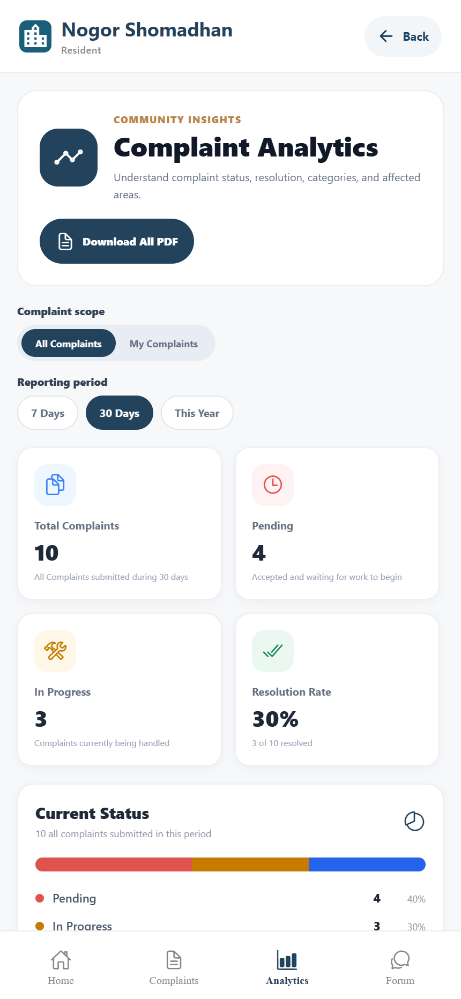 Nogor Shomadhan
Resident
Back
COMMUNITY INSIGHTS
Complaint Analytics
Understand complaint status, resolution, categories, and affected
areas.
Download All PDF
Complaint scope
All Complaints
My Complaints
Reporting period
7 Days
30 Days
This Year
Total Complaints
10
All Complaints submitted during 30 days
Pending
4
Accepted and waiting for work to begin
In Progress
3
Complaints currently being handled
Resolution Rate
30%
3 of 10 resolved
Current Status
10 all complaints submitted in this period
Pending 4 40%
In Progress 3 30%
Home
Complaints
Analytics
Forum